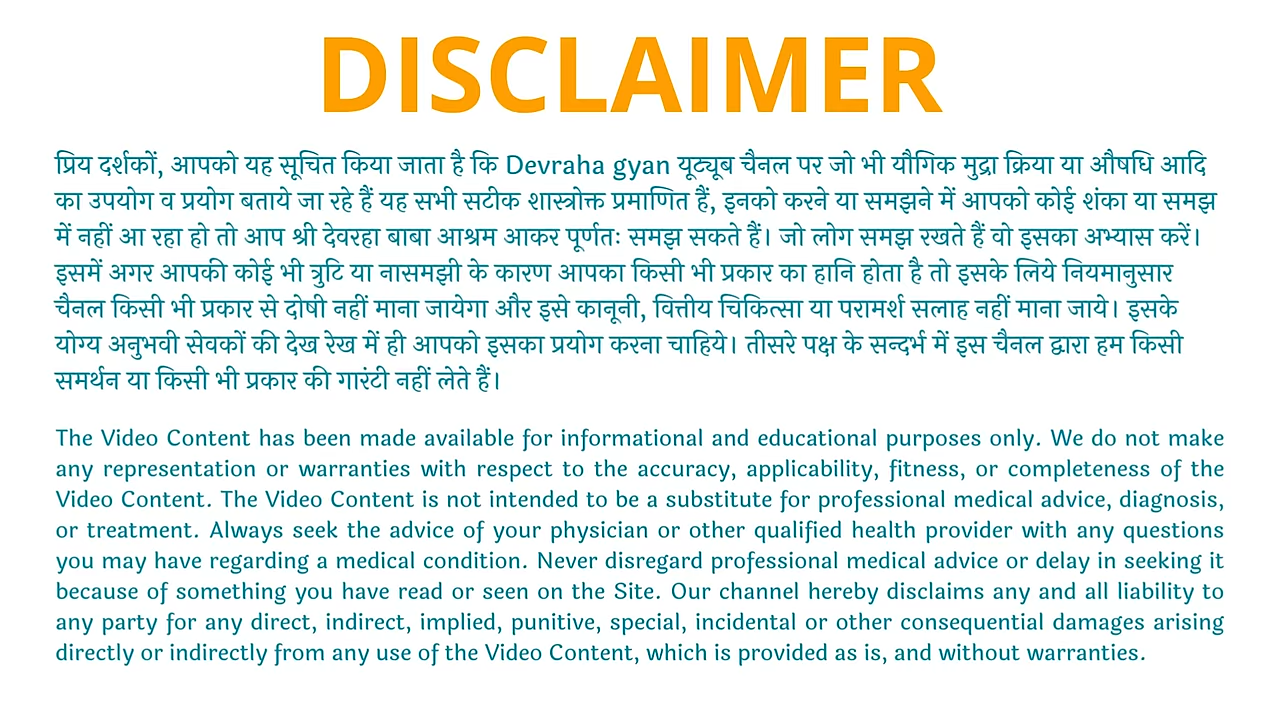 DISCLAIMER
प्रिय दर्शकों, आपको यह सूचित किया जाता है कि Devraha gyan यूट्यूब चैनल पर जो भी यौगिक मुद्रा क्रिया या औषधि आदि
का उपयोग व प्रयोग बताये जा रहे हैं यह सभी सटीक शास्त्रोक्त प्रमाणित हैं, इनको करने या समझने में आपको कोई शंका या समझ
में नहीं आ रहा हो तो आप श्री देवरहा बाबा आश्रम आकर पूर्णतः समझ सकते हैं। जो लोग समझ रखते हैं वो इसका अभ्यास करें।
इसमें अगर आपकी कोई भी त्रुटि या नासमझी के कारण आपका किसी भी प्रकार का हानि होता है तो इसके लिये नियमानुसार
चैनल किसी भी प्रकार से दोषी नहीं माना जायेगा और इसे कानूनी, वित्तीय चिकित्सा या परामर्श सलाह नहीं माना जाये। इसके
योग्य अनुभवी सेवकों की देख रेख में ही आपको इसका प्रयोग करना चाहिये। तीसरे पक्ष के सन्दर्भ में इस चैनल द्वारा हम किसी
समर्थन या किसी भी प्रकार की गारंटी नहीं लेते हैं।
The Video Content has been made available for informational and educational purposes only. We do not make
any representation or warranties with respect to the accuracy, applicability, fitness, or completeness of the
Video Content. The Video Content is not intended to be a substitute for professional medical advice, diagnosis,
or treatment. Always seek the advice of your physician or other qualified health provider with any questions
you may have regarding a medical condition. Never disregard professional medical advice or delay in seeking it
because of something you have read or seen on the Site. Our channel hereby disclaims any and all liability to
any party for any direct, indirect, implied, punitive, special, incidental or other consequential damages arising
directly or indirectly from any use of the Video Content, which is provided as is, and without warranties.